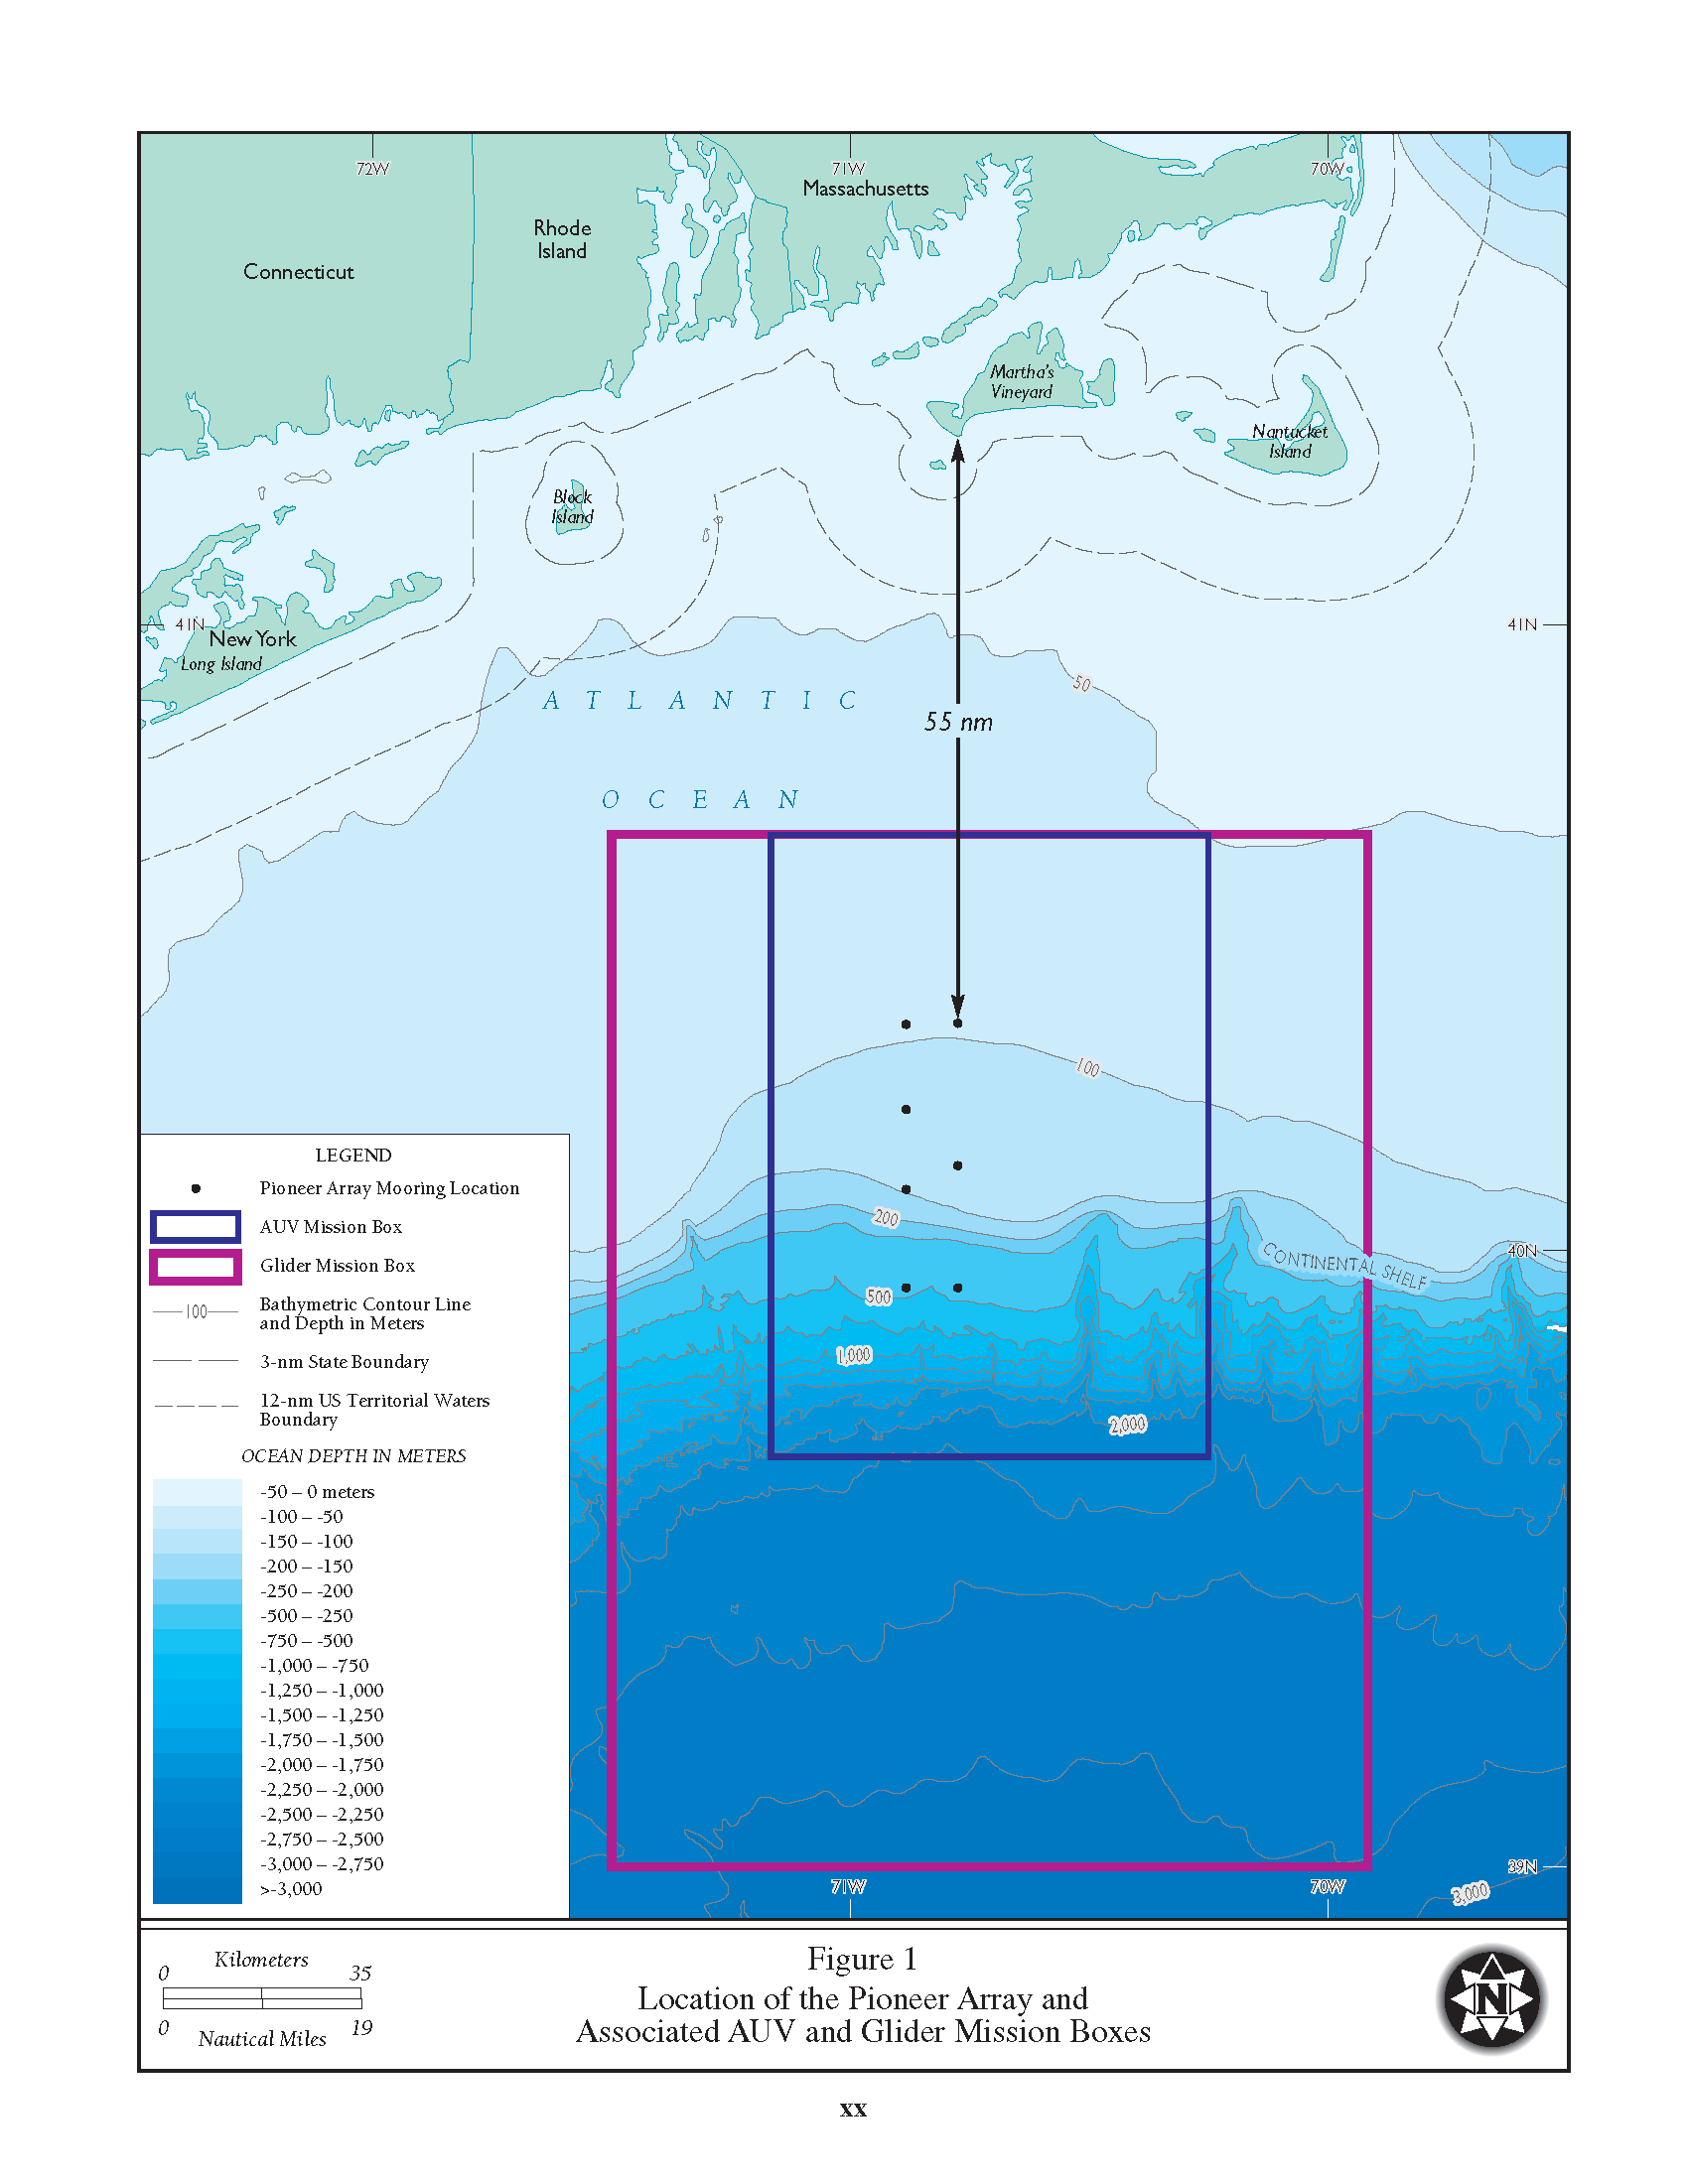 72W
71W
70W
Massachusetts
Rhode
Island
Connecticut
Martha's
Vineyard
Nantucket
Island
Block
Island
41N
41N
New York
Long Island
50
A T L A N T I C
55 nm
O C E A N
100
200
CONTINENTAL SHELF
40N
500
1,000
2,000
39N
71W
70W
3,000
LEGEND
Pioneer Array Mooring Location
AUV Mission Box
Glider Mission Box
100
Bathymetric Contour Line
and Depth in Meters
3-nm State Boundary
12-nm US Territorial Waters
Boundary
OCEAN DEPTH IN METERS
-50 – 0 meters
-100 – -50
-150 – -100
-200 – -150
-250 – -200
-500 – -250
-750 – -500
-1,000 – -750
-1,250 – -1,000
-1,500 – -1,250
-1,750 – -1,500
-2,000 – -1,750
-2,250 – -2,000
-2,500 – -2,250
-2,750 – -2,500
-3,000 – -2,750
>-3,000
Kilometers
0 35
0 19
Nautical Miles
Figure 1
Location of the Pioneer Array and
Associated AUV and Glider Mission Boxes
N
xx